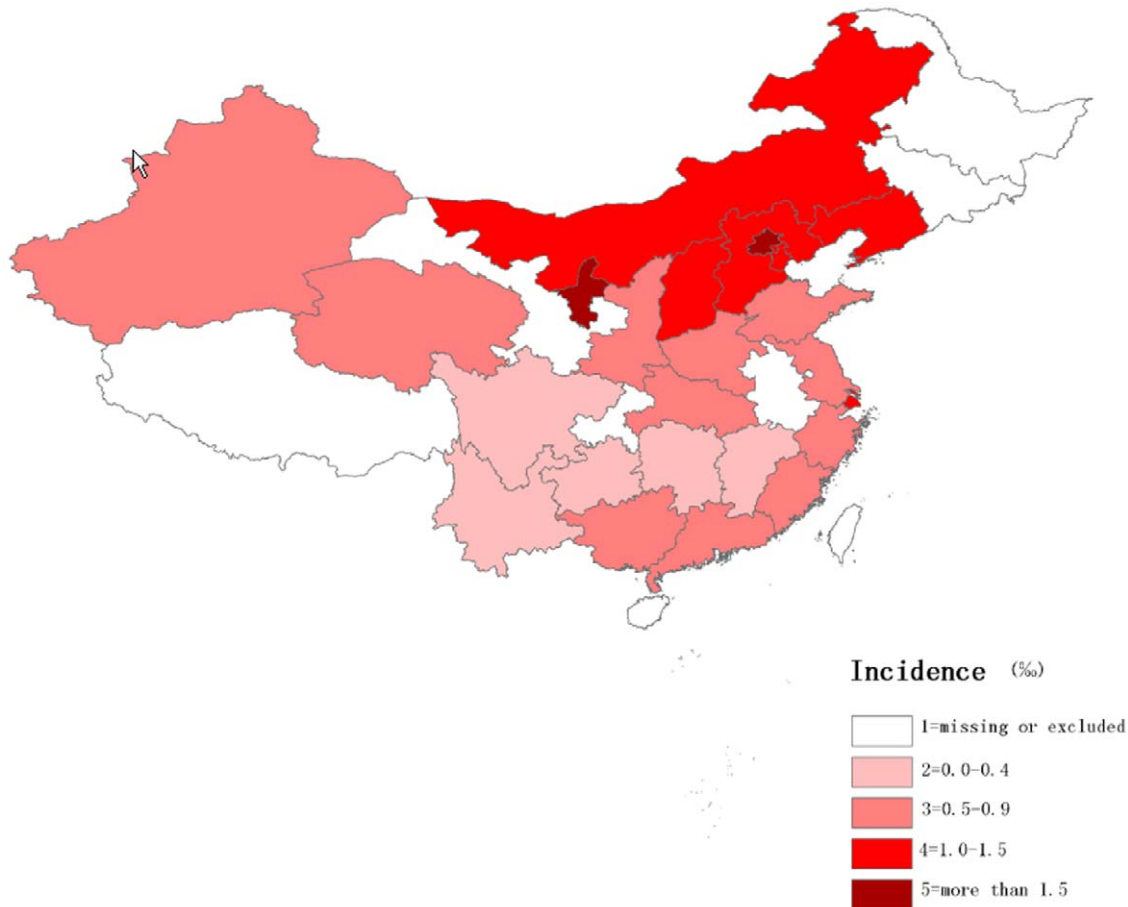 Incidence (‰)
1=missing or excluded
2=0.0-0.4
3=0.5-0.9
4=1.0-1.5
5=more than 1.5